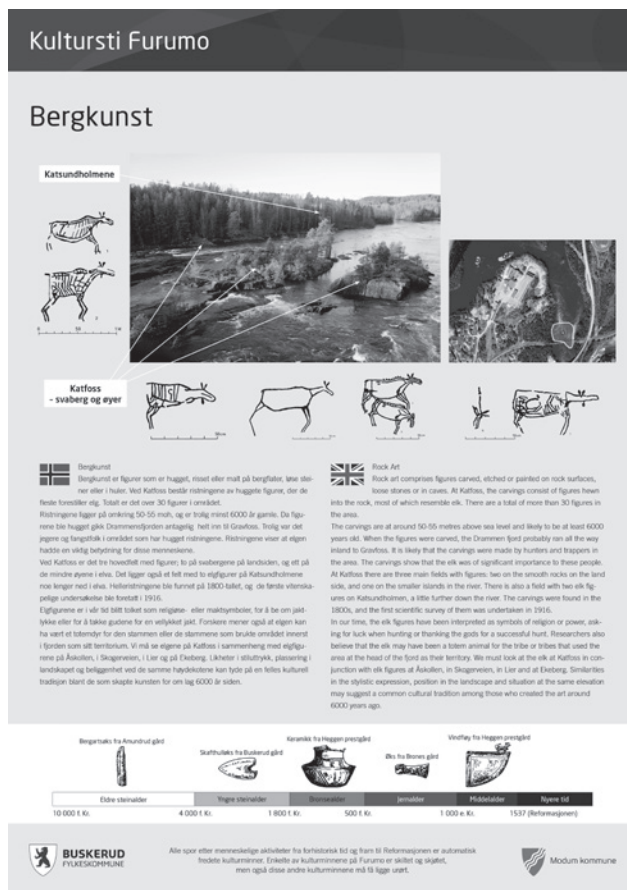 Kultursti Furumo
Bergkunst
Katsundholmene
Katfoss
- svaberg og øyer
Bergkunst
Bergkunst er figurer som er hugget, risset eller malt på bergflater, løse stei-
ner eller i huler. Ved Katfoss består ristningene av huggete figurer, der de
fleste forestiller elg. Totalt er det over 30 figurer i området.
Ristningene ligger på omkring 50-55 moh, og er trolig minst 6000 år gamle. Da figu-
rene ble hugget gikk Drammensfjorden antagelig helt inn til Gravfoss. Trolig var det
jegere og fangstfolk i området som har hugget ristningene. Ristningene viser at elgen
hadde en viktig betydning for disse menneskene.
Ved Katfoss er det tre hovedfelt med figurer; to på svabergene på landsiden, og ett på
de mindre øyene i elva. Det ligger også et felt med to elgfigurer på Katsundholmene
noe lenger ned i elva. Helleristningene ble funnet på 1800-tallet, og de første vitenska-
pelige undersøkelse ble foretatt i 1916.
Elgfigurene er i vår tid blitt tolket som religiøse- eller maktsymboler, for å be om jakt-
lykke eller for å takke gudene for en vellykket jakt. Forskere mener også at elgen kan
ha vært et totemdyr for den stammen eller de stammene som brukte området innerst
i fjorden som sitt territorium. Vi må se elgene på Katfoss i sammenheng med elgfigu-
rene på Åskollen, i Skogerveien, i Lier og på Ekeberg. Likheter i stiluttrykk, plassering i
landskapet og beliggenhet ved de samme høydekotene kan tyde på en felles kulturell
tradisjon blant de som skapte kunsten for om lag 6000 år siden.
Rock Art
Rock art comprises figures carved, etched or painted on rock surfaces,
loose stones or in caves. At Katfoss, the carvings consist of figures hewn
into the rock, most of which resemble elk. There are a total of more than 30 figures in
the area.
The carvings are at around 50-55 metres above sea level and likely to be at least 6000
years old. When the figures were carved, the Drammen fjord probably ran all the way
inland to Gravfoss. It is likely that the carvings were made by hunters and trappers in
the area. The carvings show that the elk was of significant importance to these people.
At Katfoss there are three main fields with figures: two on the smooth rocks on the land
side, and one on the smaller islands in the river. There is also a field with two elk fig-
ures on Katsundholmen, a little further down the river. The carvings were found in the
1800s, and the first scientific survey of them was undertaken in 1916.
In our time, the elk figures have been interpreted as symbols of religion or power, ask-
ing for luck when hunting or thanking the gods for a successful hunt. Researchers also
believe that the elk may have been a totem animal for the tribe or tribes that used the
area at the head of the fjord as their territory. We must look at the elk at Katfoss in con-
junction with elk figures at Åskollen, in Skogerveien, in Lier and at Ekeberg. Similarities
in the stylistic expression, position in the landscape and situation at the same elevation
may suggest a common cultural tradition among those who created the art around
6000 years ago.
Bergartsøks fra Åmundrud gård
Skafthulløks fra Buskerud gård
Keramikk fra Heggen prestgård
Øks fra Brones gård
Vindfløy fra Heggen prestgård
Eldre steinalder Yngre steinalder Bronsealder Jernalder Middelalder Nyere tid
10 000 f. Kr. 4 000 f. Kr. 1 800 f. Kr. 500 f. Kr. 1 000 e. Kr. 1537 (Reformasjonen)
BUSKERUD
FYLKESKOMMUNE
Alle spor etter menneskelige aktiviteter fra forhistorisk tid og fram til Reformasjonen er automatisk
fredete kulturminner. Enkelte av kulturminnene på Furumo er skiltet og skjøtet,
men også disse andre kulturminnene må få ligge urørt.
Modum kommune